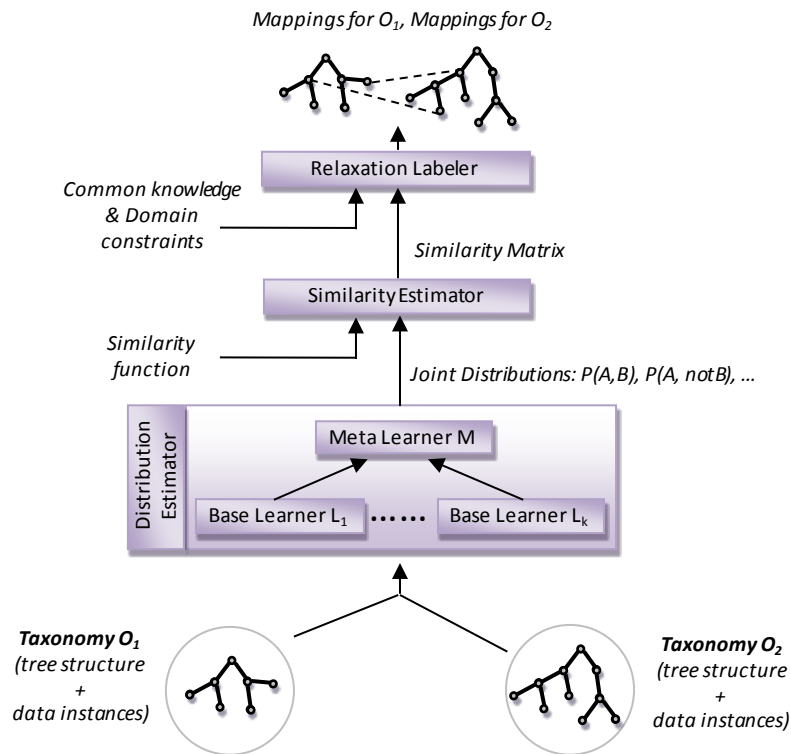 Mappings for O1, Mappings for O2
Relaxation Labeler
Common knowledge
& Domain
constraints
Similarity Matrix
Similarity Estimator
Similarity
function
Joint Distributions: P(A,B), P(A, notB), ...
Distribution
Estimator
Meta Learner M
Base Learner L1
......
Base Learner Lk
Taxonomy O1
(tree structure
+
data instances)
Taxonomy O2
(tree structure
+
data instances)